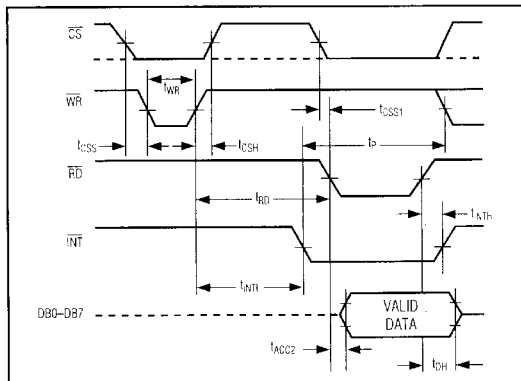 CS
tWR
WR
tCSS1
tCSS
tCSH
tP
RD
tRD
tINTH
INT
tINTL
DB0–DB7
VALID
DATA
tACC2
tDH